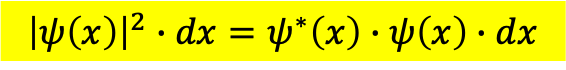 |ψ(x)|² · dx = ψ*(x) · ψ(x) · dx